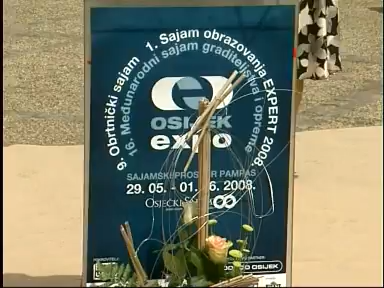 9. Obrtnički sajam 1. Sajam obrazovanja EXPERT 2008.
16. Međunarodni sajam graditeljstva i opreme
OSIJEK
expo
SAJAMSKI PROSTOR PAMPAS
29. 05. - 01. 06. 2008.
OSIJEK